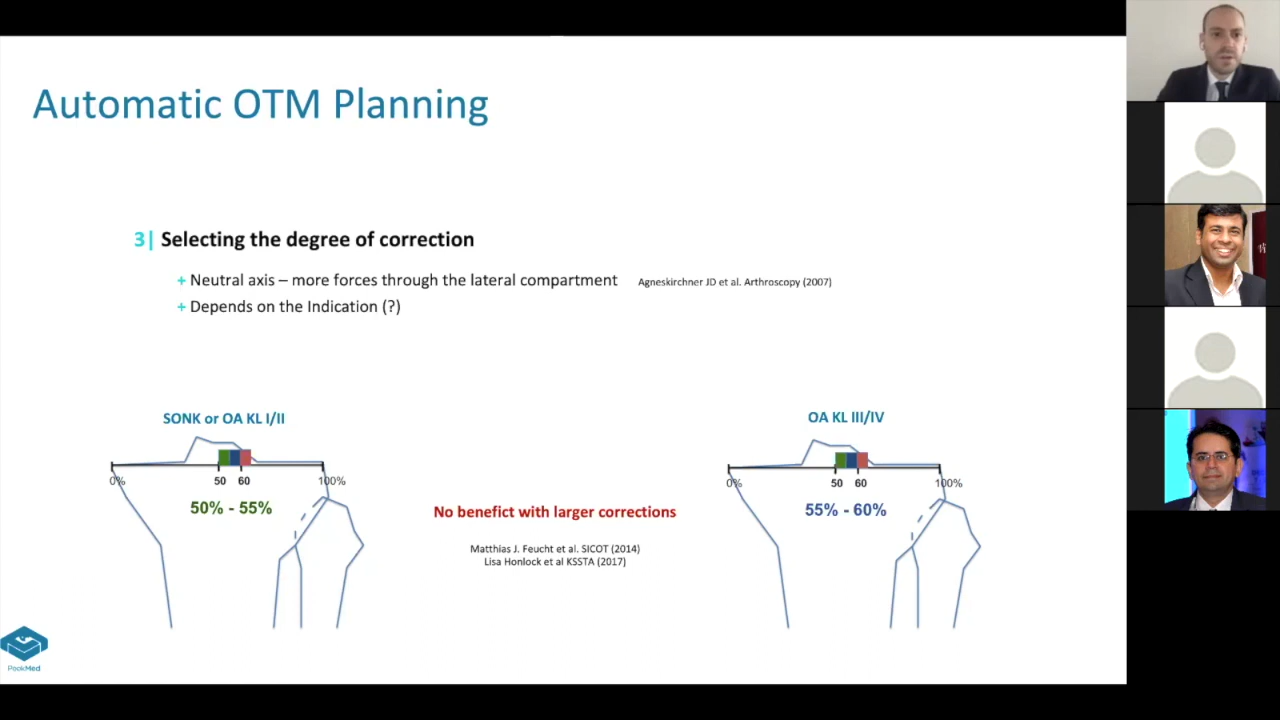 Automatic OTM Planning
3| Selecting the degree of correction
+ Neutral axis – more forces through the lateral compartment Agneskirchner JD et al. Arthroscopy (2007)
+ Depends on the Indication (?)
SONK or OA KL I/II
0% 50 60 100%
50% - 55%
OA KL III/IV
0% 50 60 100%
55% - 60%
No benefict with larger corrections
Matthias J. Feucht et al. SICOT (2014)
Lisa Honlock et al KSSTA (2017)
PookMed